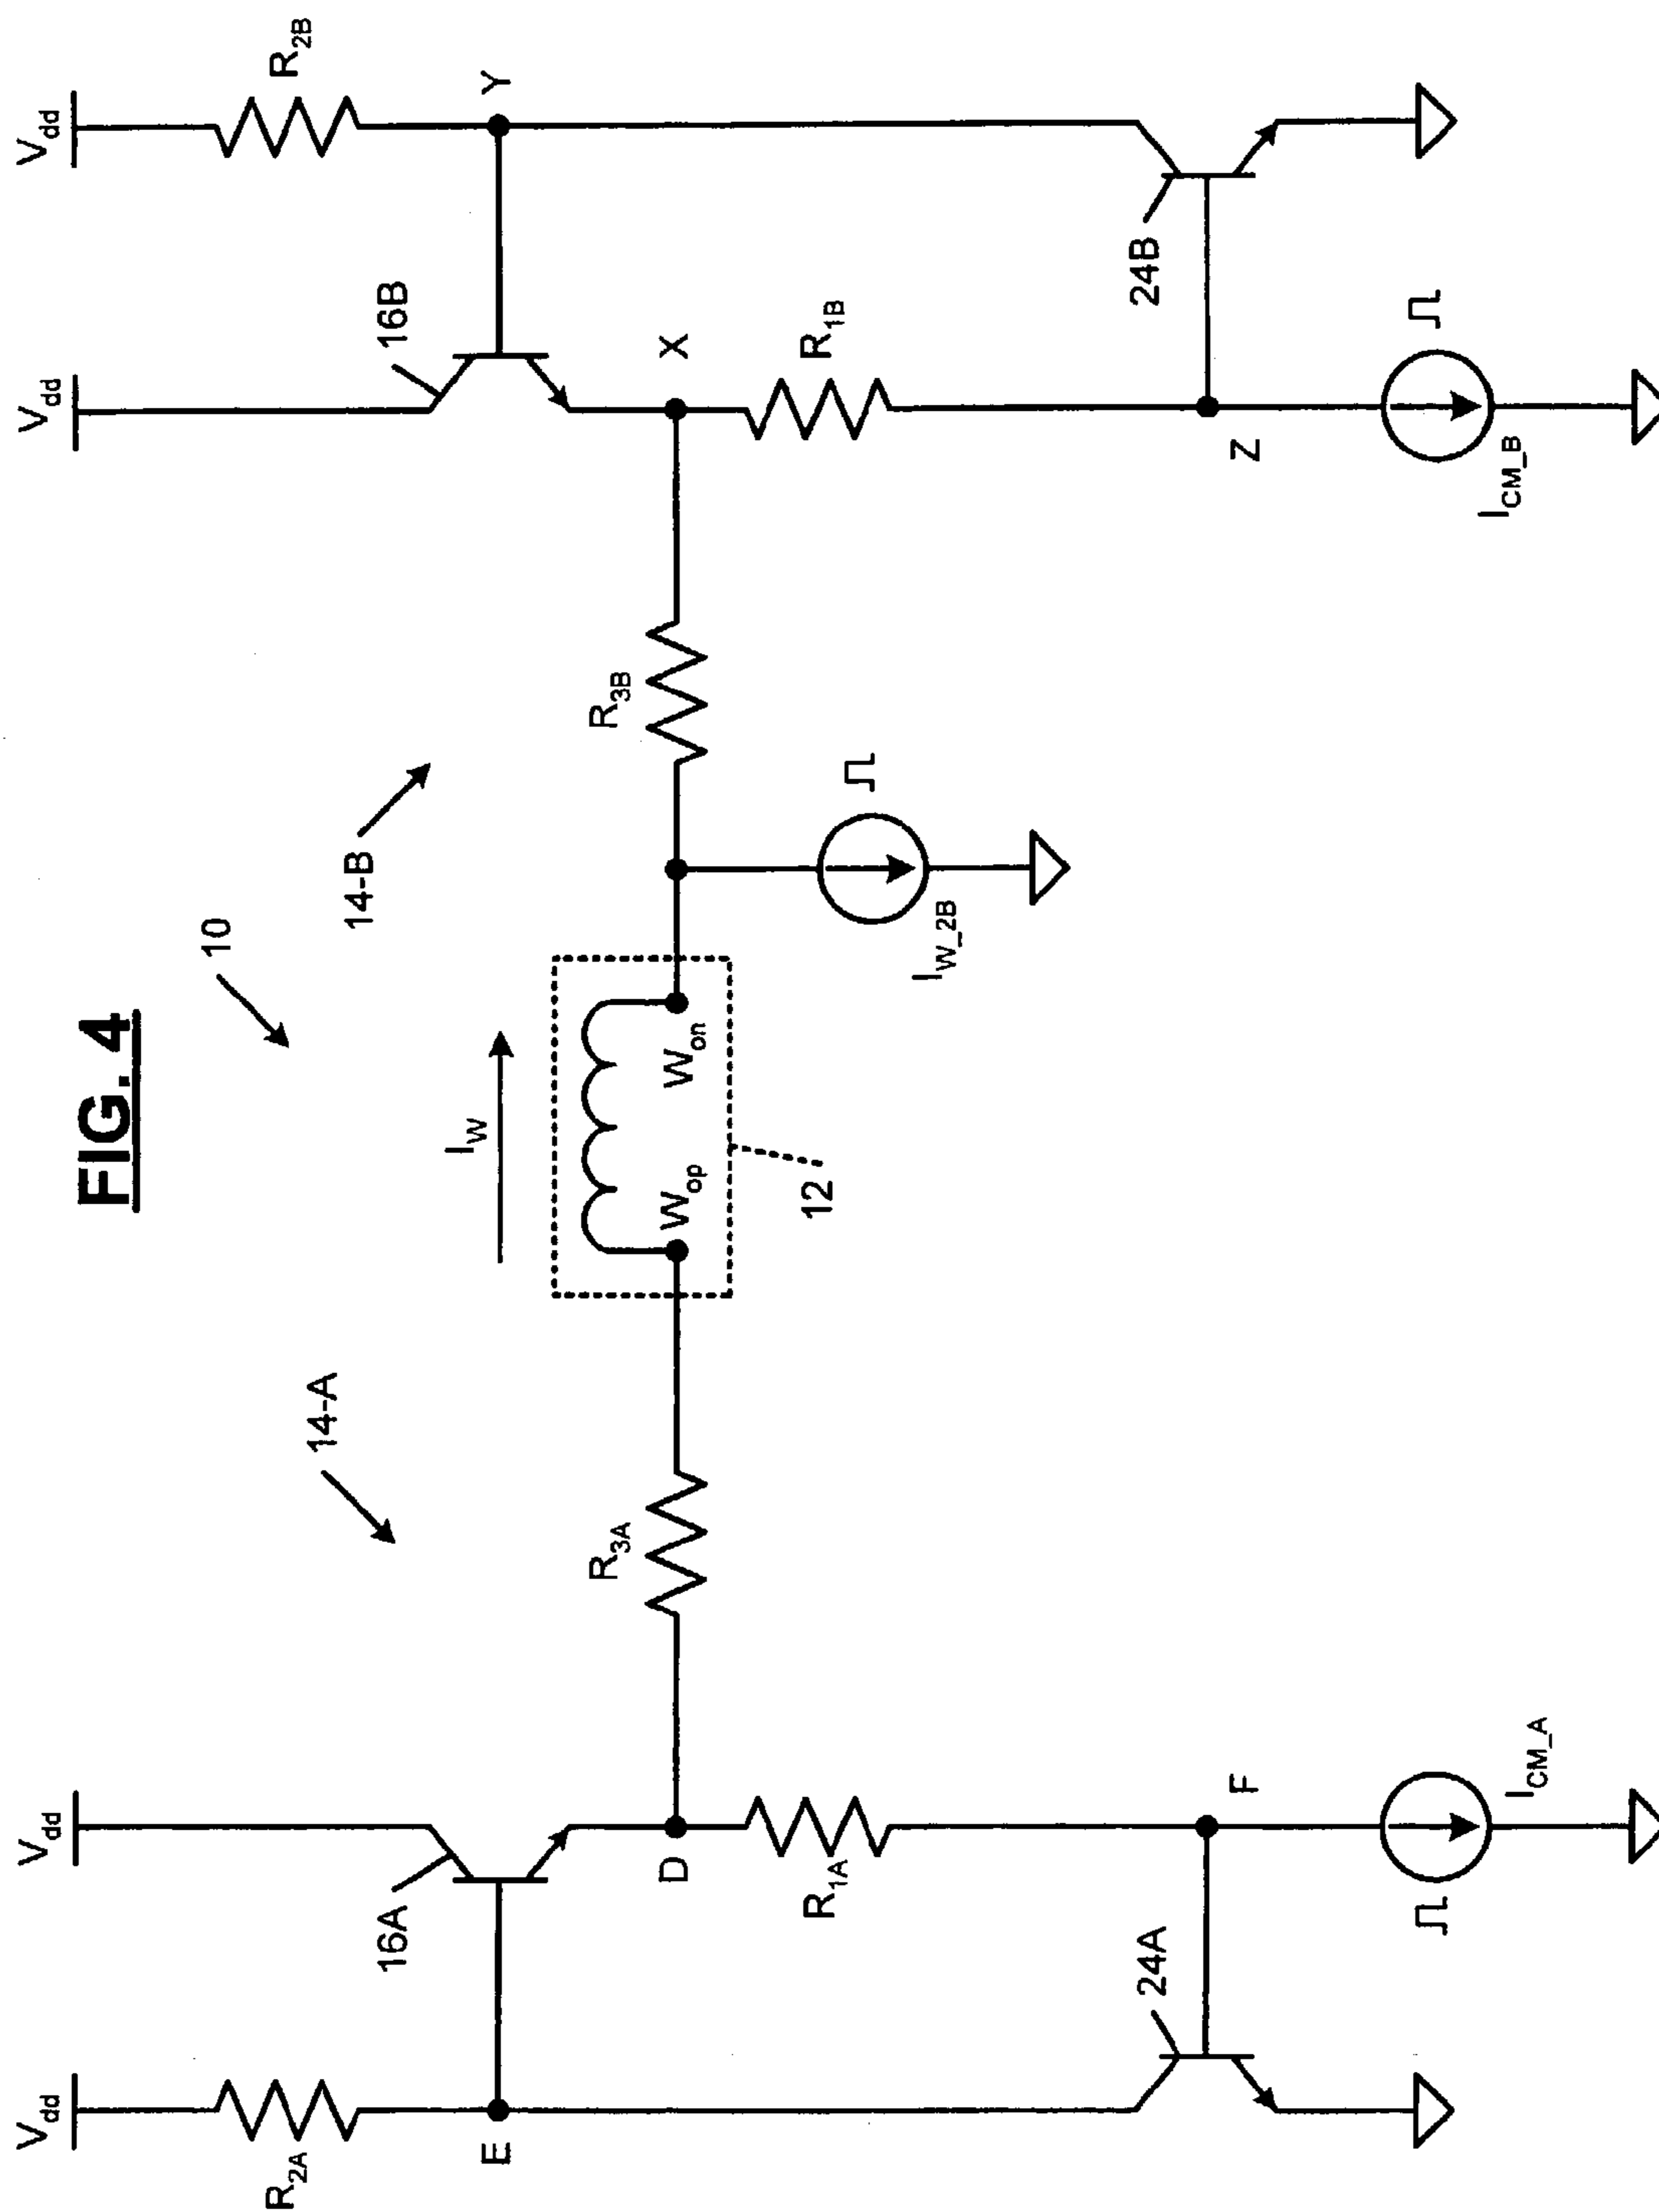 FIG. 4
10
14-A
14-B
V_dd
V_dd
V_dd
V_dd
R_2A
R_2B
16A
16B
E
Y
I_W
D
X
R_3A
W_op
W_on
R_3B
R_1A
R_1B
12
I_W_2B
24A
24B
F
Z
I_CM_A
I_CM_B